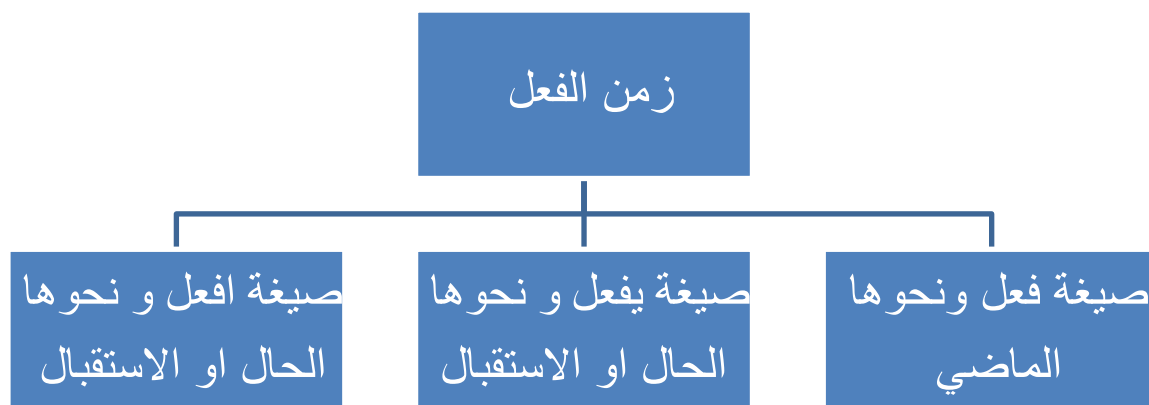 زمن الفعل
صيغة فعل ونحوها
الماضي
صيغة يفعل و نحوها
الحال او الاستقبال
صيغة افعل و نحوها
الحال او الاستقبال